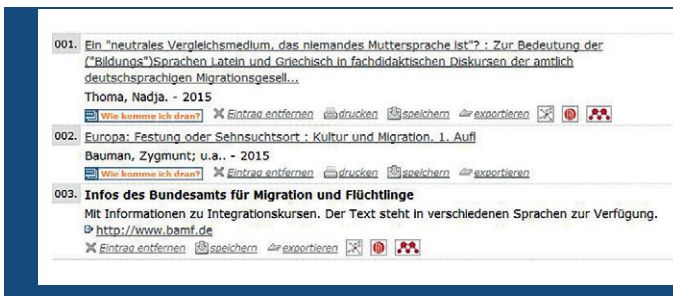 001. Ein "neutrales Vergleichsmedium, das niemandes Muttersprache ist"? : Zur Bedeutung der
("Bildungs")Sprachen Latein und Griechisch in fachdidaktischen Diskursen der amtlich
deutschsprachigen Migrationsgesell...
Thoma, Nadja. - 2015
Wie komme ich dran? Eintrag entfernen drucken speichern exportieren
002. Europa: Festung oder Sehnsuchtsort : Kultur und Migration. 1. Aufl
Bauman, Zygmunt; u.a.. - 2015
Wie komme ich dran? Eintrag entfernen drucken speichern exportieren
003. Infos des Bundesamts für Migration und Flüchtlinge
Mit Informationen zu Integrationskursen. Der Text steht in verschiedenen Sprachen zur Verfügung.
http://www.bamf.de
Eintrag entfernen speichern exportieren